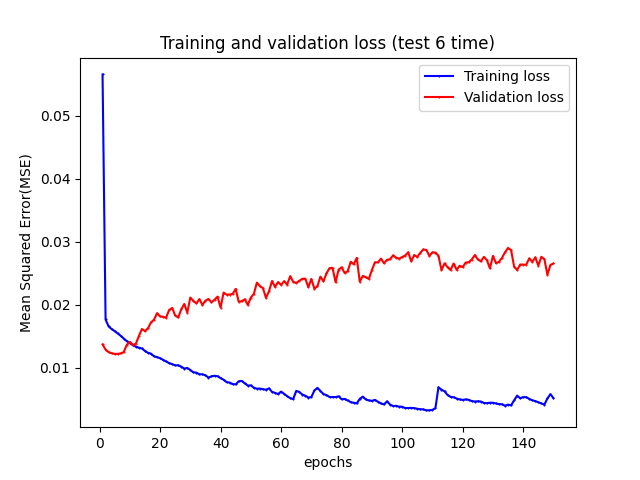 Training and validation loss (test 6 time)
Training loss
Validation loss
Mean Squared Error(MSE)
0.05
0.04
0.03
0.02
0.01
0 20 40 60 80 100 120 140
epochs